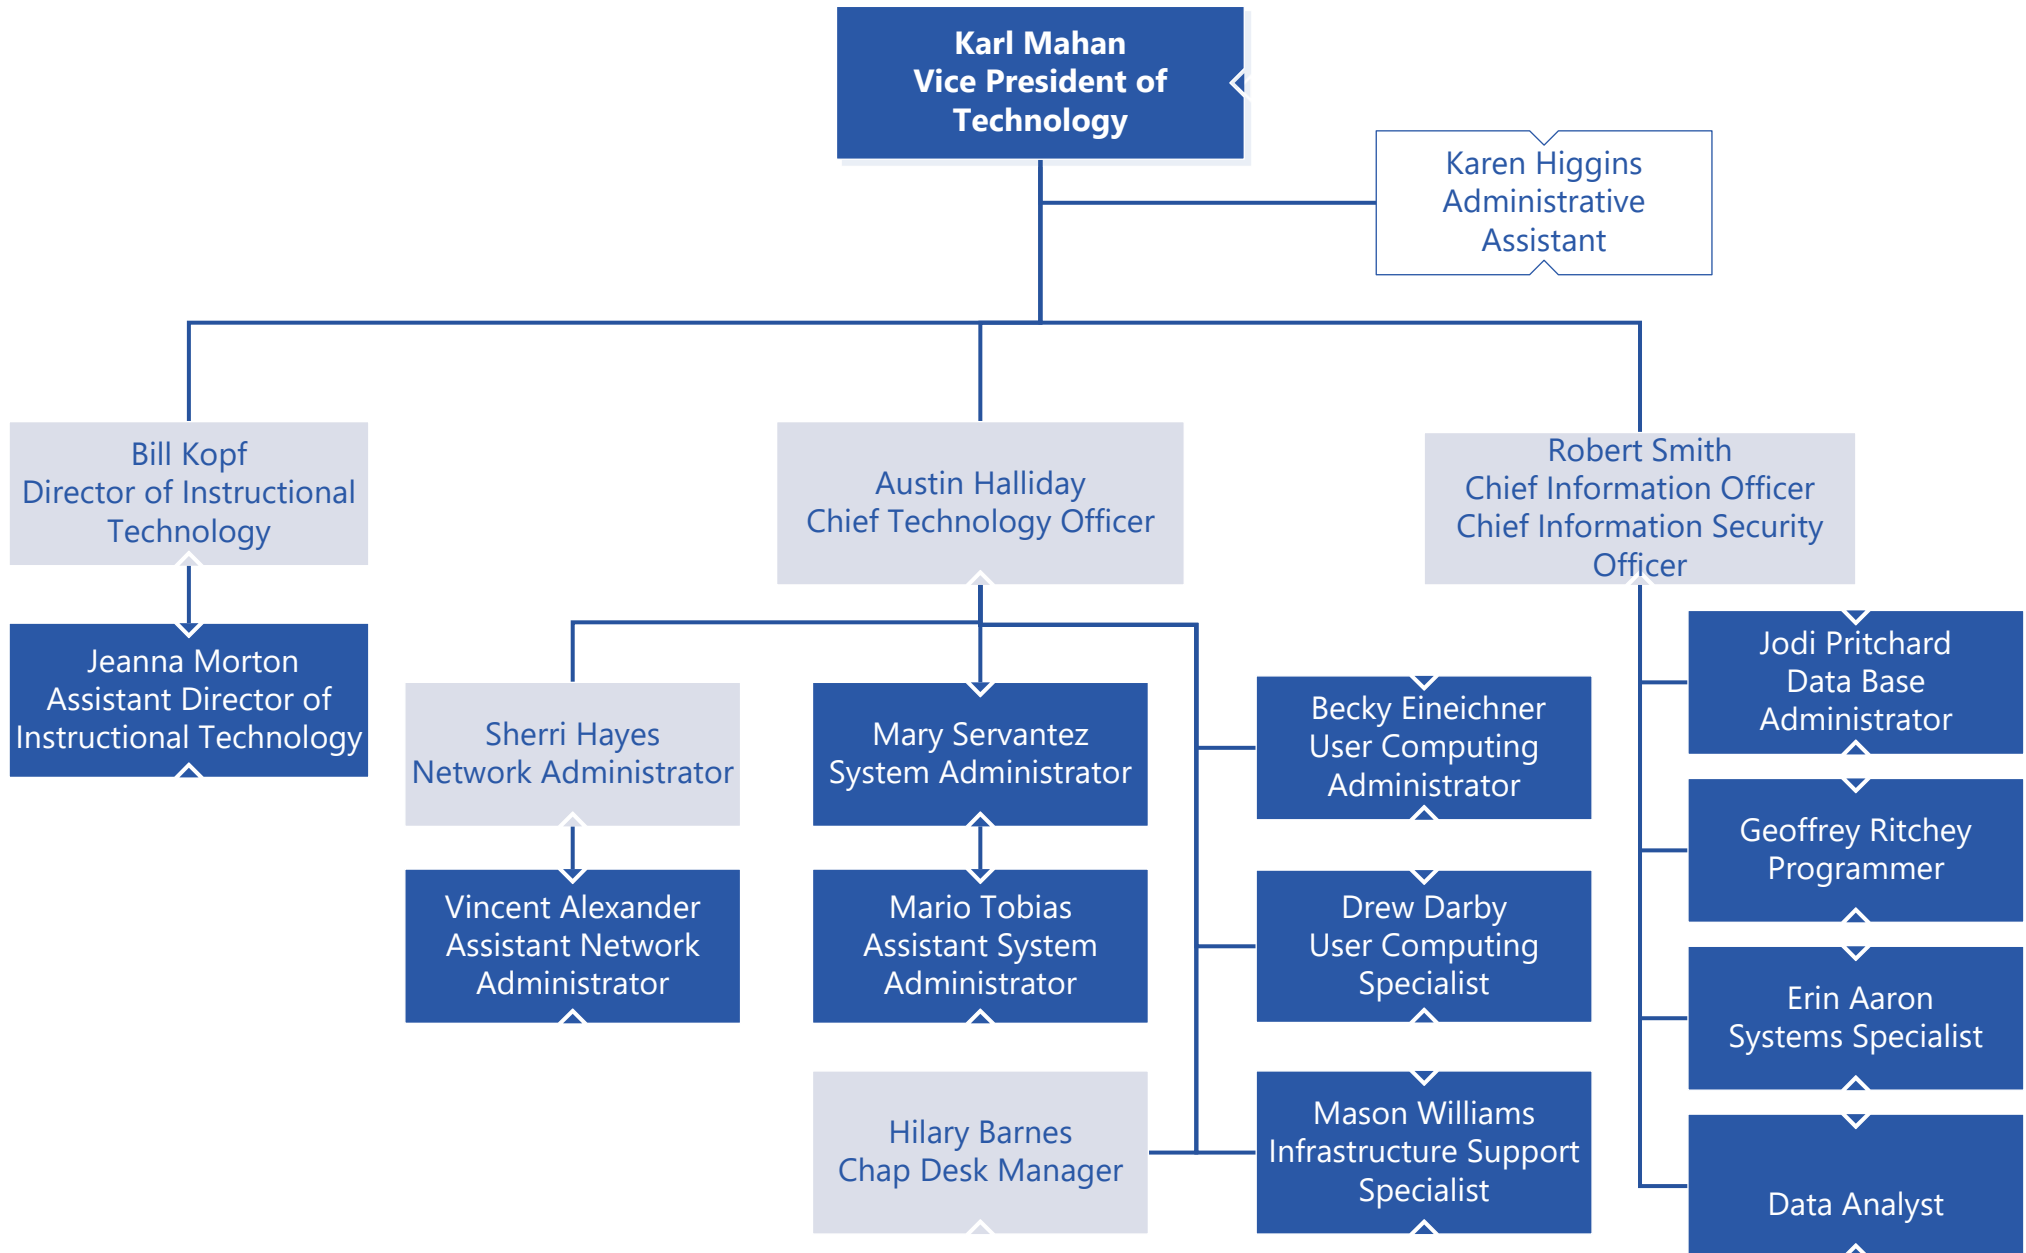 Karl Mahan
Vice President of
Technology
Karen Higgins
Administrative
Assistant
Bill Kopf
Director of Instructional
Technology
Austin Halliday
Chief Technology Officer
Robert Smith
Chief Information Officer
Chief Information Security
Officer
Jeanna Morton
Assistant Director of
Instructional Technology
Sherri Hayes
Network Administrator
Mary Servantez
System Administrator
Becky Eineichner
User Computing
Administrator
Jodi Pritchard
Data Base
Administrator
Geoffrey Ritchey
Programmer
Vincent Alexander
Assistant Network
Administrator
Mario Tobias
Assistant System
Administrator
Drew Darby
User Computing
Specialist
Erin Aaron
Systems Specialist
Hilary Barnes
Chap Desk Manager
Mason Williams
Infrastructure Support
Specialist
Data Analyst